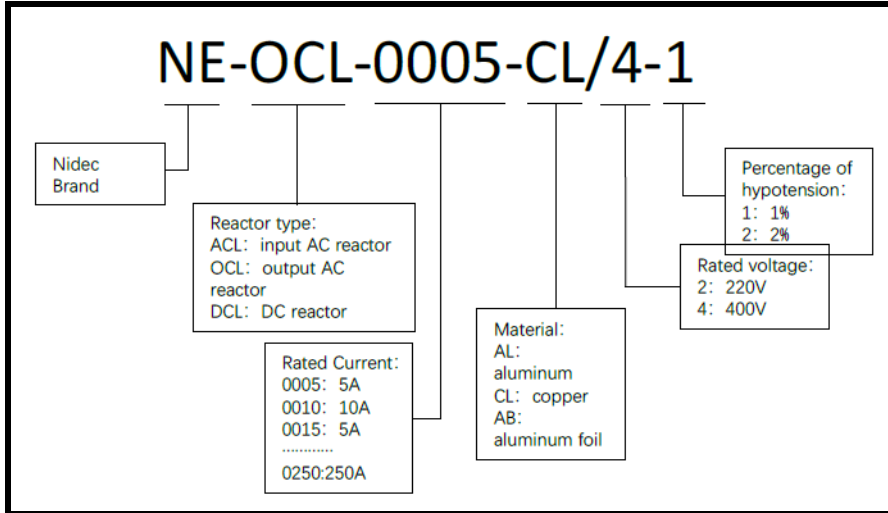 NE-OCL-0005-CL/4-1
Nidec
Brand
Reactor type：
ACL：input AC reactor
OCL：output AC
reactor
DCL：DC reactor
Rated Current：
0005：5A
0010：10A
0015：5A
…………
0250:250A
Material：
AL：
aluminum
CL：copper
AB：
aluminum foil
Percentage of
hypotension：
1：1%
2：2%
Rated voltage：
2：220V
4：400V